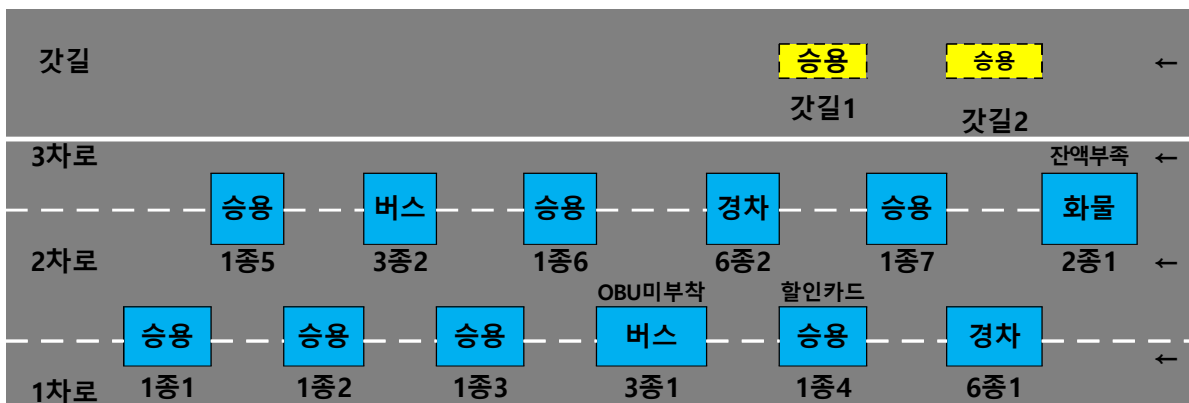 갓길 승용 승용 ←
갓길1 갓길2
3차로 잔액부족 ←
승용 버스 승용 경차 승용 화물
2차로 1종5 3종2 1종6 6종2 1종7 2종1 ←
OBU미부착 할인카드
승용 승용 승용 버스 승용 경차 ←
1차로 1종1 1종2 1종3 3종1 1종4 6종1